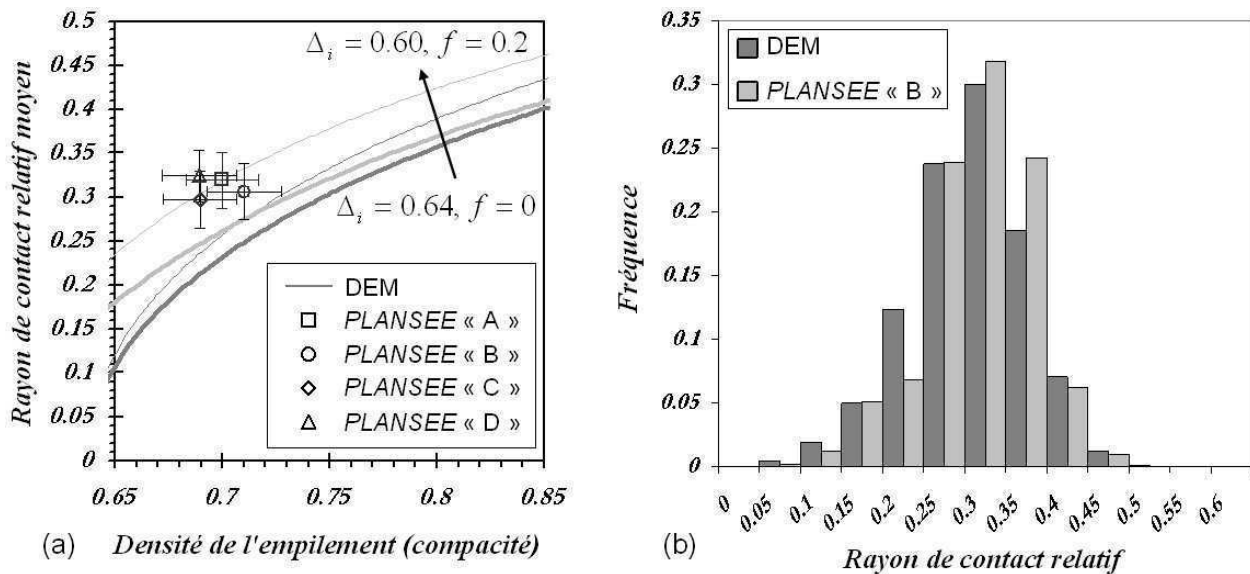 0.5
0.45
0.4
0.35
0.3
0.25
0.2
0.15
0.1
0.05
0
Rayon de contact relatif moyen
Δi = 0.60, f = 0.2
Δi = 0.64, f = 0
DEM
PLANSEE « A »
PLANSEE « B »
PLANSEE « C »
PLANSEE « D »
0.65 0.7 0.75 0.8 0.85
(a) Densité de l'empilement (compacité)
0.35
0.3
0.25
0.2
0.15
0.1
0.05
0
Fréquence
DEM
PLANSEE « B »
0 0.05 0.1 0.15 0.2 0.25 0.3 0.35 0.4 0.45 0.5 0.55 0.6
(b) Rayon de contact relatif